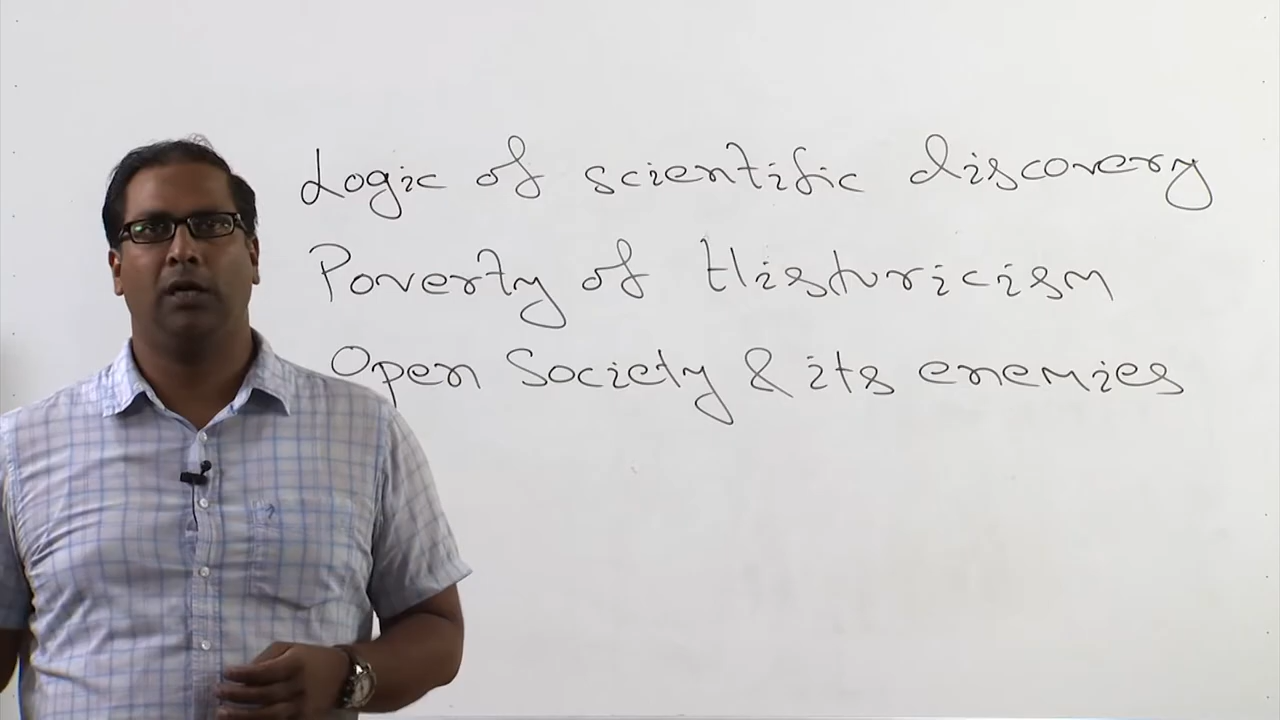 Logic of scientific discovery
Poverty of Historicism
Open Society & its enemies